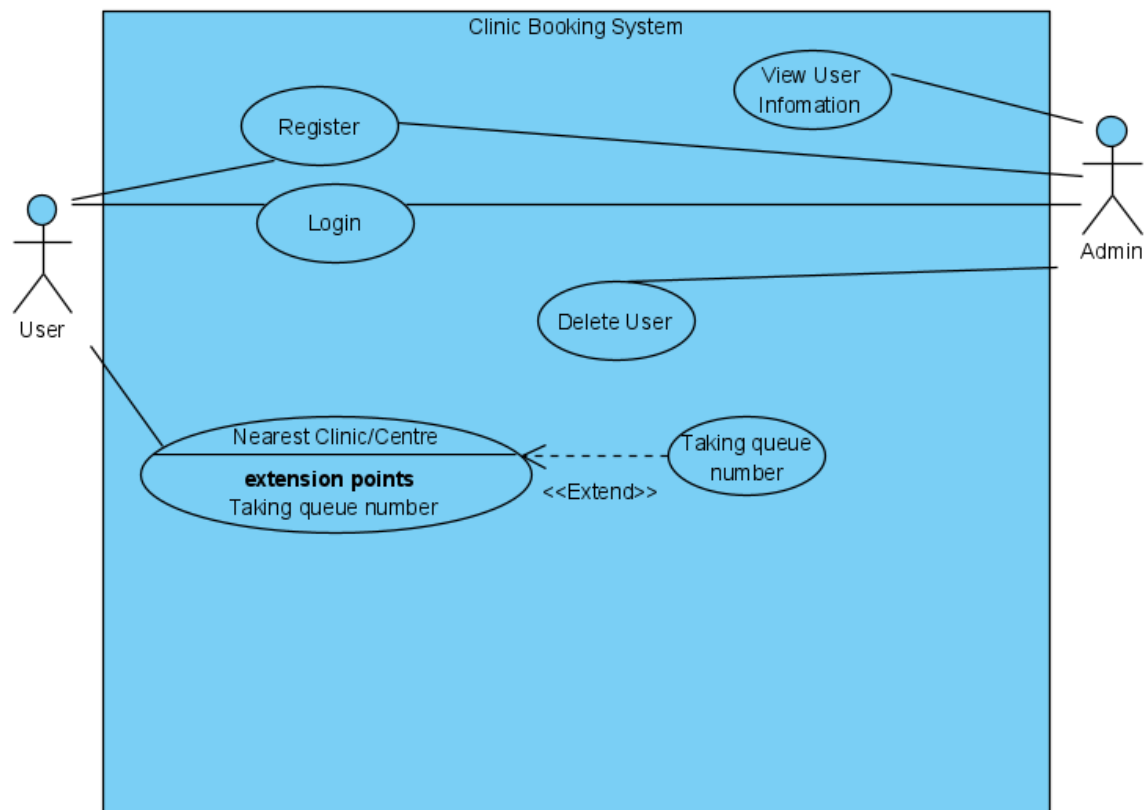 Clinic Booking System
View User
Infomation
Register
Login
Admin
User
Delete User
Nearest Clinic/Centre
extension points
Taking queue number
<<Extend>>
Taking queue
number